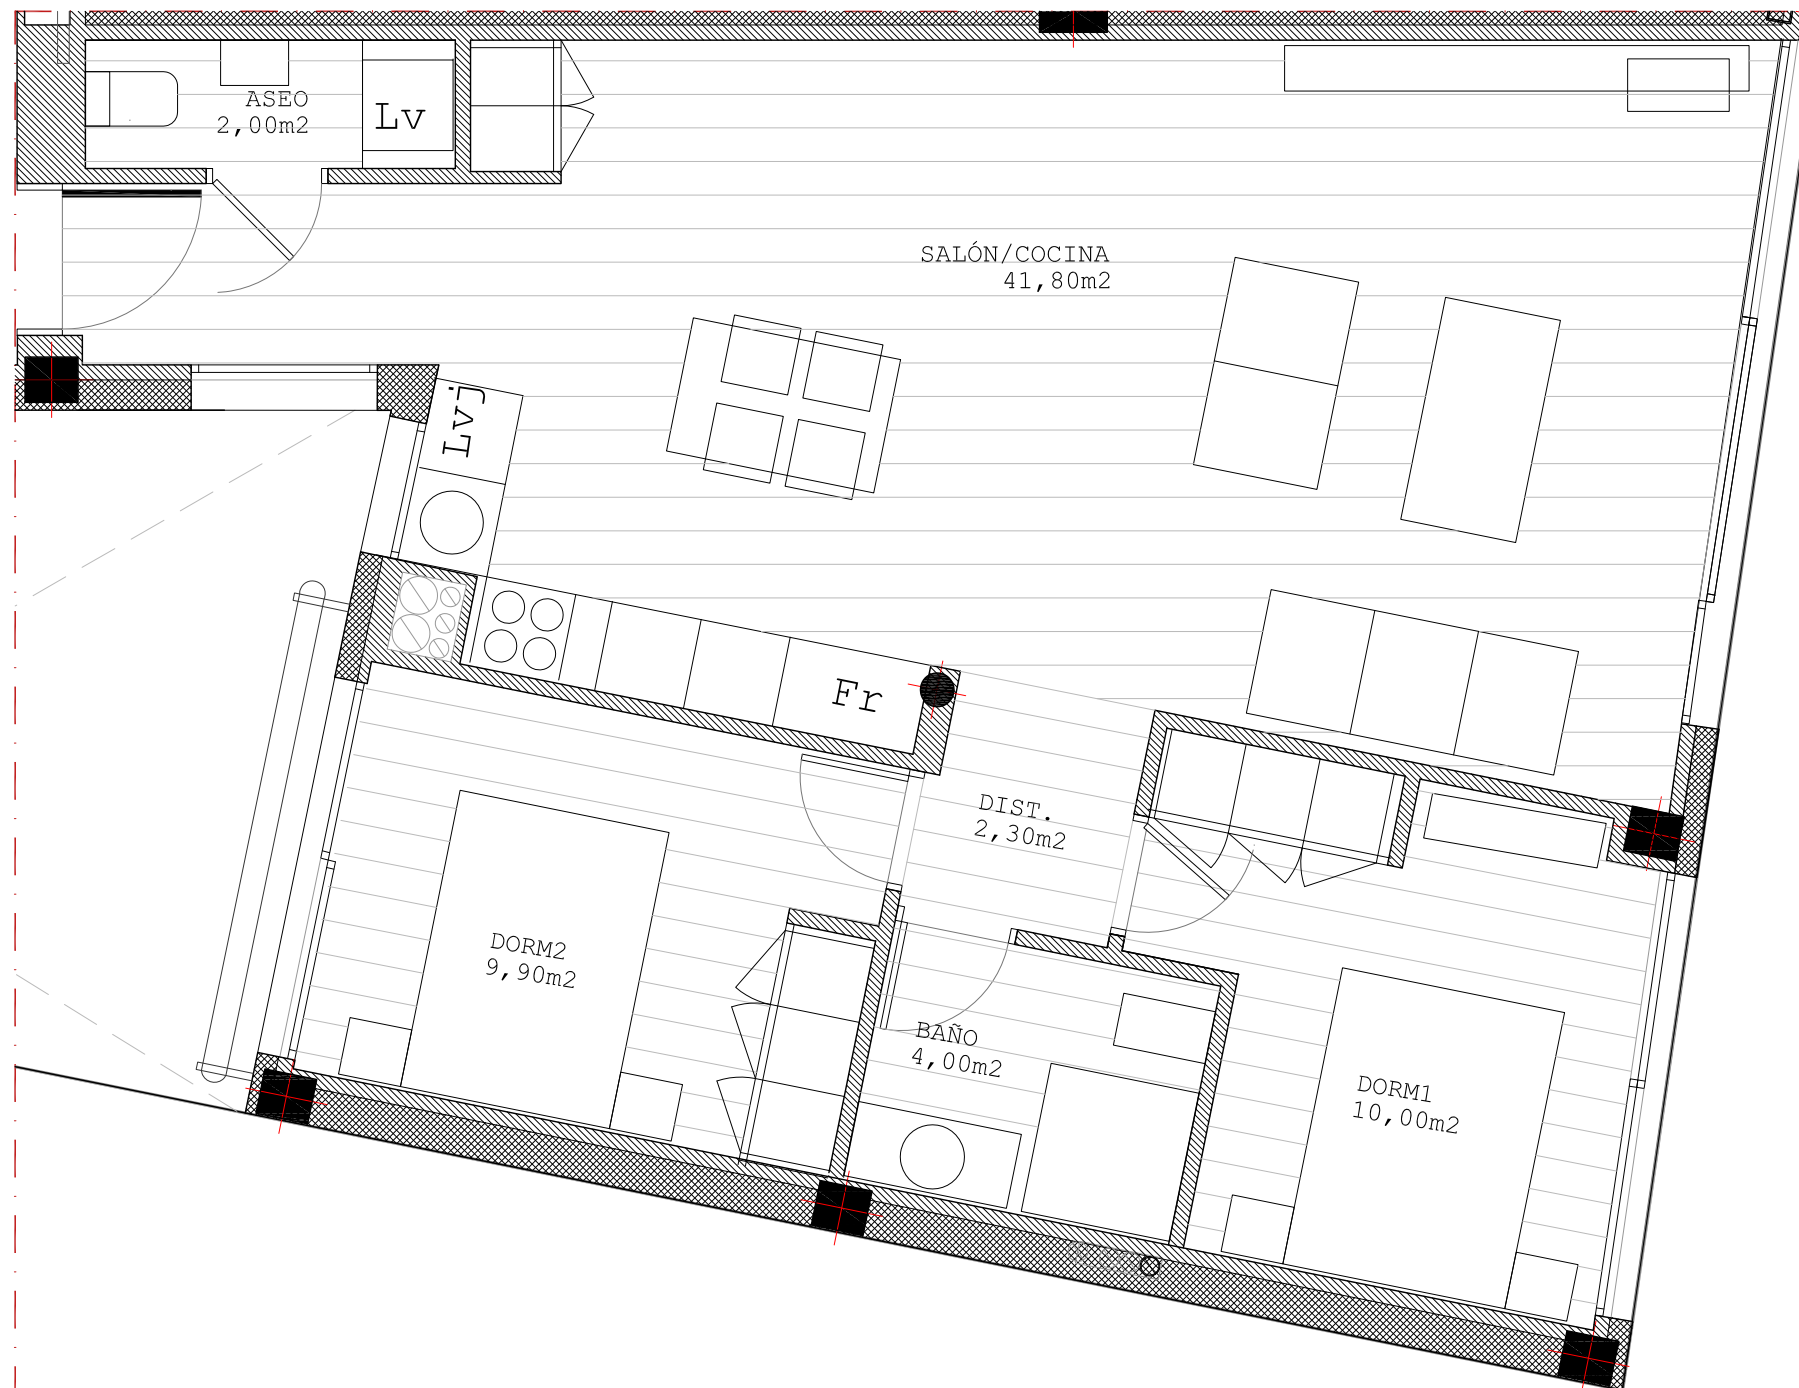 ASEO
2,00m2
Lv
SALÓN/COCINA
41,80m2
Lvj
Fr
DIST.
2,30m2
DORM2
9,90m2
BAÑO
4,00m2
DORM1
10,00m2